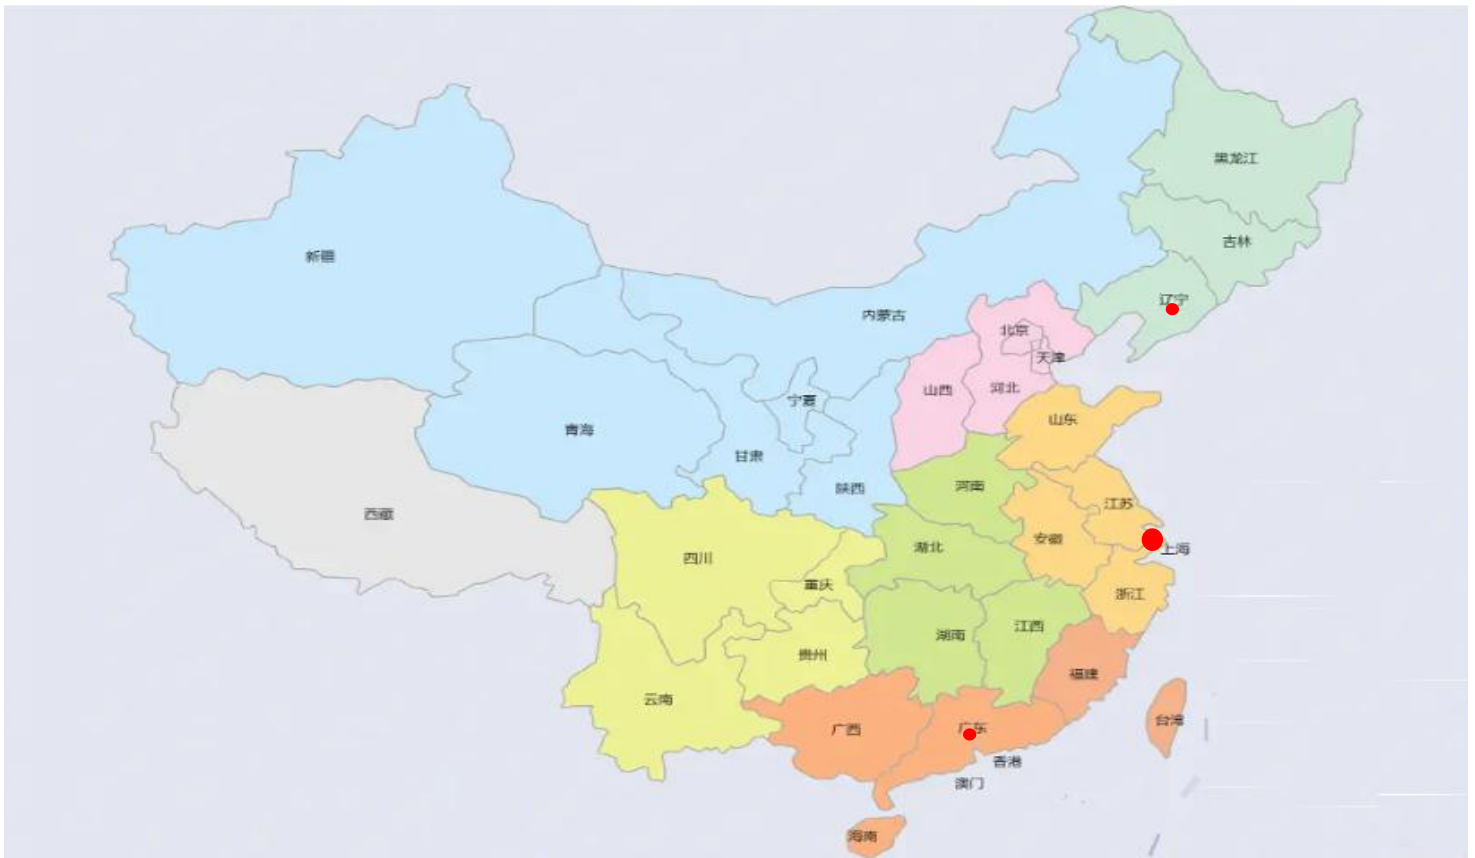 黑龙江
吉林
新疆
辽宁
内蒙古
北京
天津
山西
河北
宁夏
山东
青海
甘肃
陕西
河南
江苏
西藏
安徽
湖北
上海
四川
重庆
浙江
江西
湖南
贵州
福建
云南
台湾
广西
广东
香港
澳门
海南